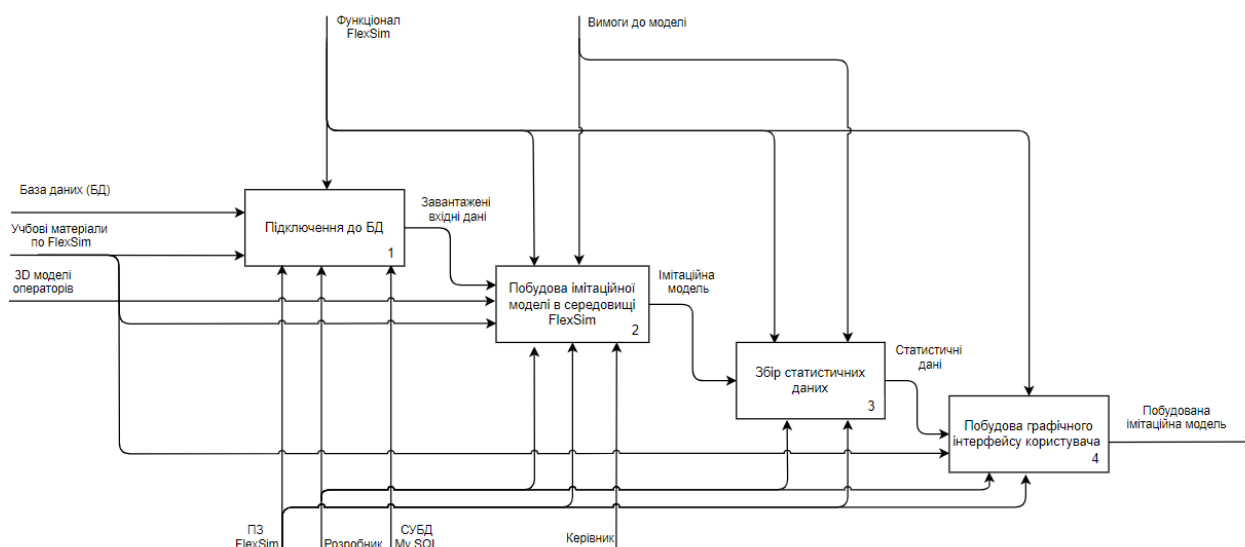 Функціонал
FlexSim
Вимоги до моделі
База даних (БД)
Учбові матеріали
по FlexSim
3D моделі
операторів
Підключення до БД
1
Завантажені
вхідні дані
Побудова імітаційної
моделі в середовищі
FlexSim
2
Імітаційна
модель
Збір статистичних
даних
3
Статистичні
дані
Побудова графічного
інтерфейсу користувача
4
Побудована
імітаційна модель
ПЗ
FlexSim
Розробник
СУБД
My SQL
Керівник